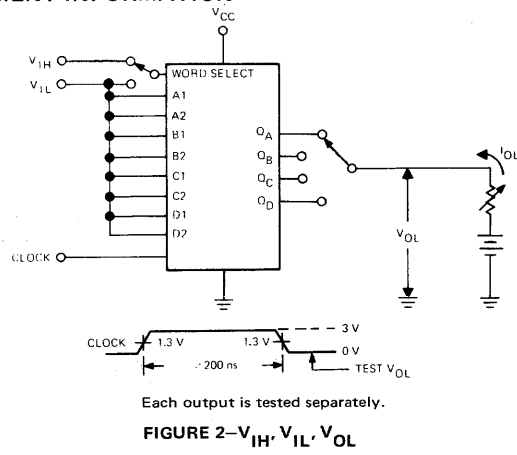 V_CC
V_IH
V_IL
WORD SELECT
A1
A2
B1
B2
C1
C2
D1
D2
Q_A
Q_B
Q_C
Q_D
I_OL
V_OL
CLOCK
CLOCK
1.3 V
1.3 V
3 V
0 V
200 ns
TEST V_OL
Each output is tested separately.
FIGURE 2–V_IH, V_IL, V_OL